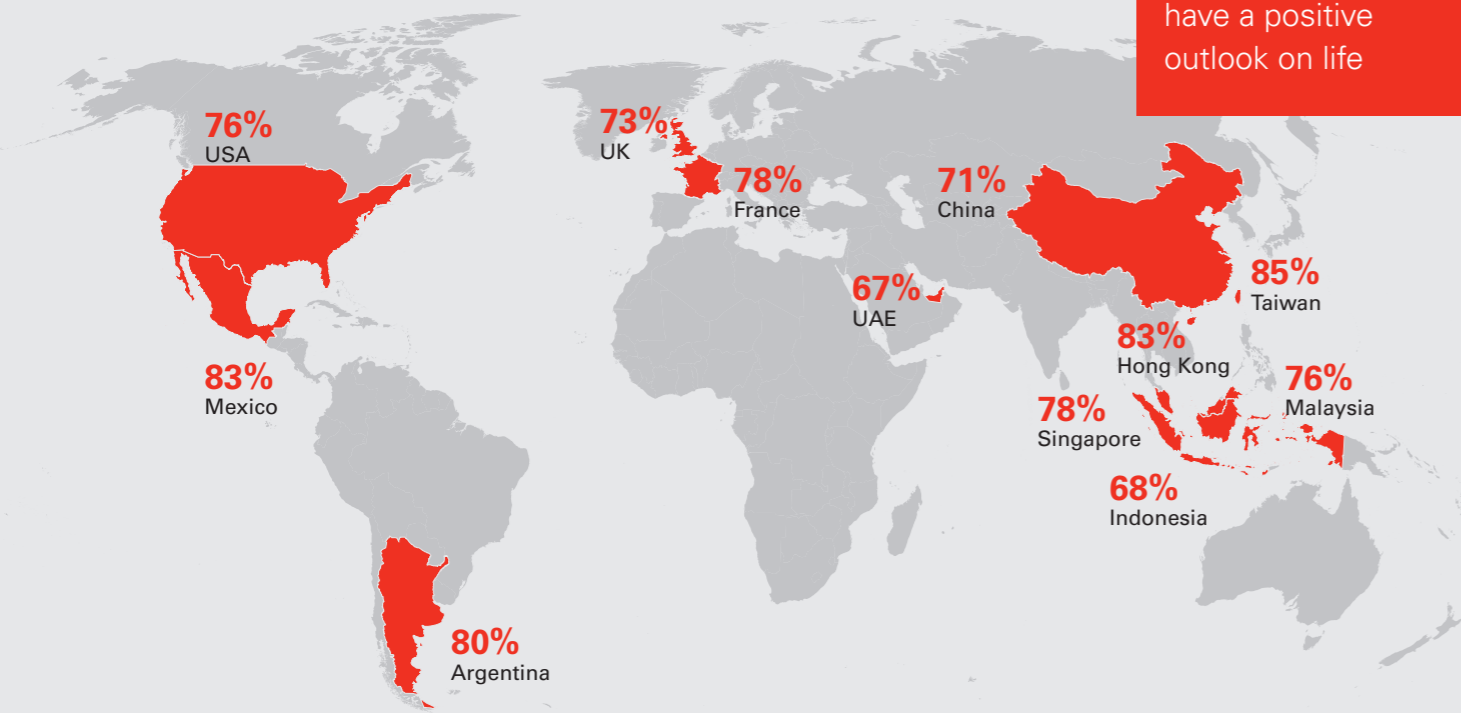 have a positive
outlook on life
76%
USA
73%
UK
78%
France
71%
China
67%
UAE
85%
Taiwan
83%
Hong Kong
83%
Mexico
76%
Malaysia
78%
Singapore
68%
Indonesia
80%
Argentina